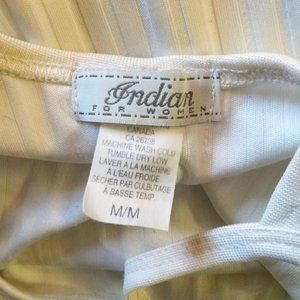 Indian
FOR WOMEN
CANADA
CA 26798
MACHINE WASH COLD
TUMBLE DRY LOW
LAVER À LA MACHINE
À L'EAU FROIDE
SÉCHER PAR CULBUTAGE
À BASSE TEMP
M/M